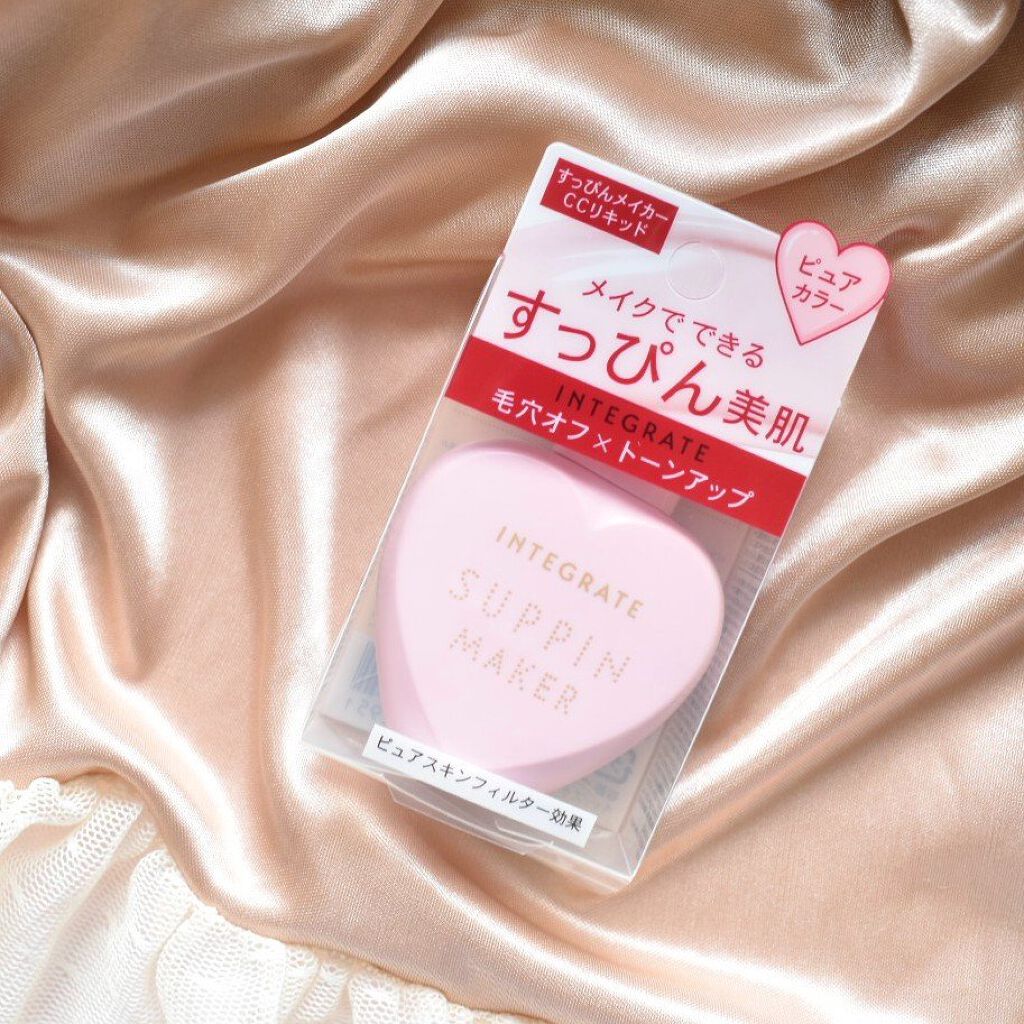 すっぴんメイカー
CCリキッド
ピュア
カラー
メイクでできる
すっぴん美肌
INTEGRATE
毛穴オフ×トーンアップ
INTEGRATE
SUPPIN
MAKER
ピュアスキンフィルター効果